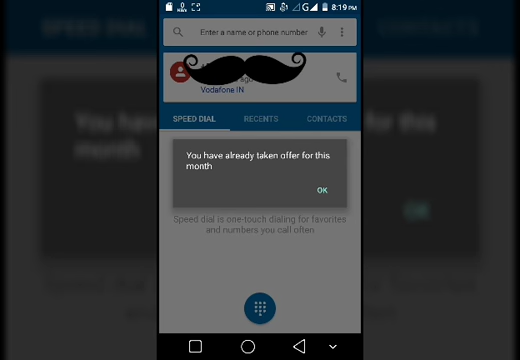 8:19 PM
Enter a name or phone number
Vodafone IN
SPEED DIAL RECENTS CONTACTS
You have already taken offer for this
month
OK
Speed dial is one-touch dialing for favorites
and numbers you call often